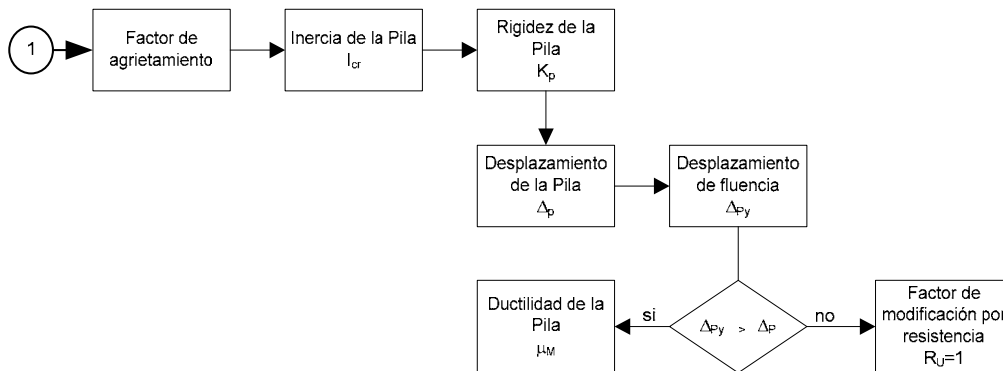 1
Factor de
agrietamiento
Inercia de la Pila
Icr
Rigidez de la
Pila
Kp
Desplazamiento
de la Pila
Δp
Desplazamiento
de fluencia
ΔPy
Ductilidad de la
Pila
μM
si
ΔPy > ΔP
no
Factor de
modificación por
resistencia
RU=1